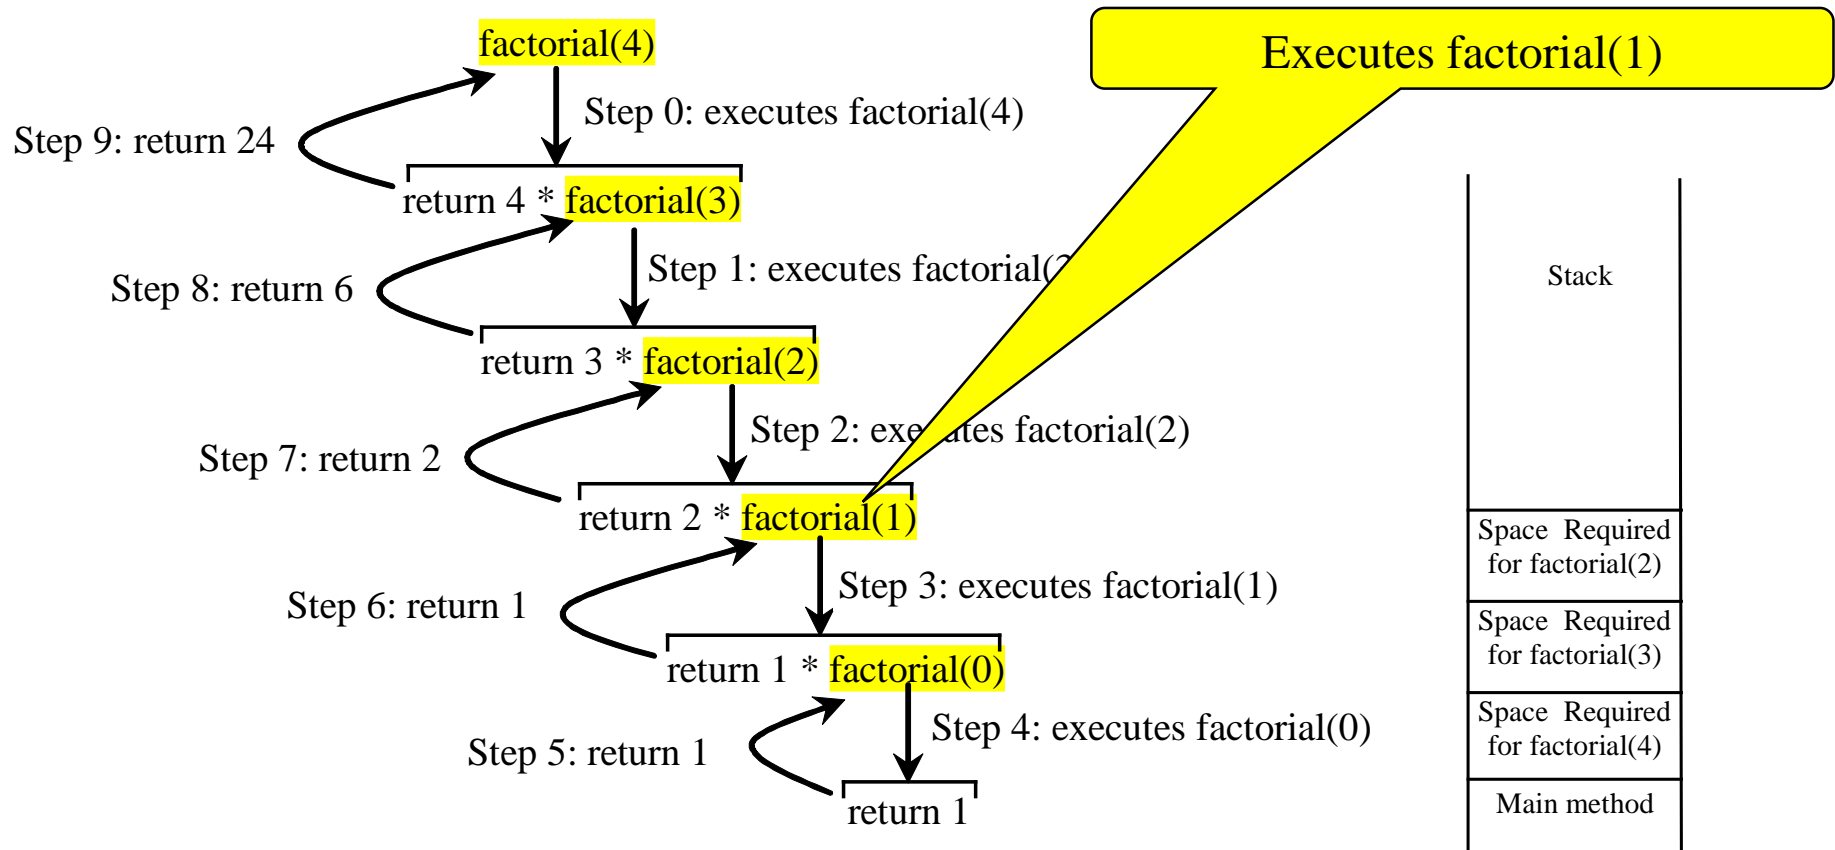 factorial(4)
Executes factorial(1)
Step 0: executes factorial(4)
Step 9: return 24
return 4 * factorial(3)
Step 1: executes factorial(
Step 8: return 6
return 3 * factorial(2)
Step 2: executes factorial(2)
Step 7: return 2
return 2 * factorial(1)
Step 3: executes factorial(1)
Step 6: return 1
return 1 * factorial(0)
Step 4: executes factorial(0)
Step 5: return 1
return 1
Stack
Space Required
for factorial(2)
Space Required
for factorial(3)
Space Required
for factorial(4)
Main method